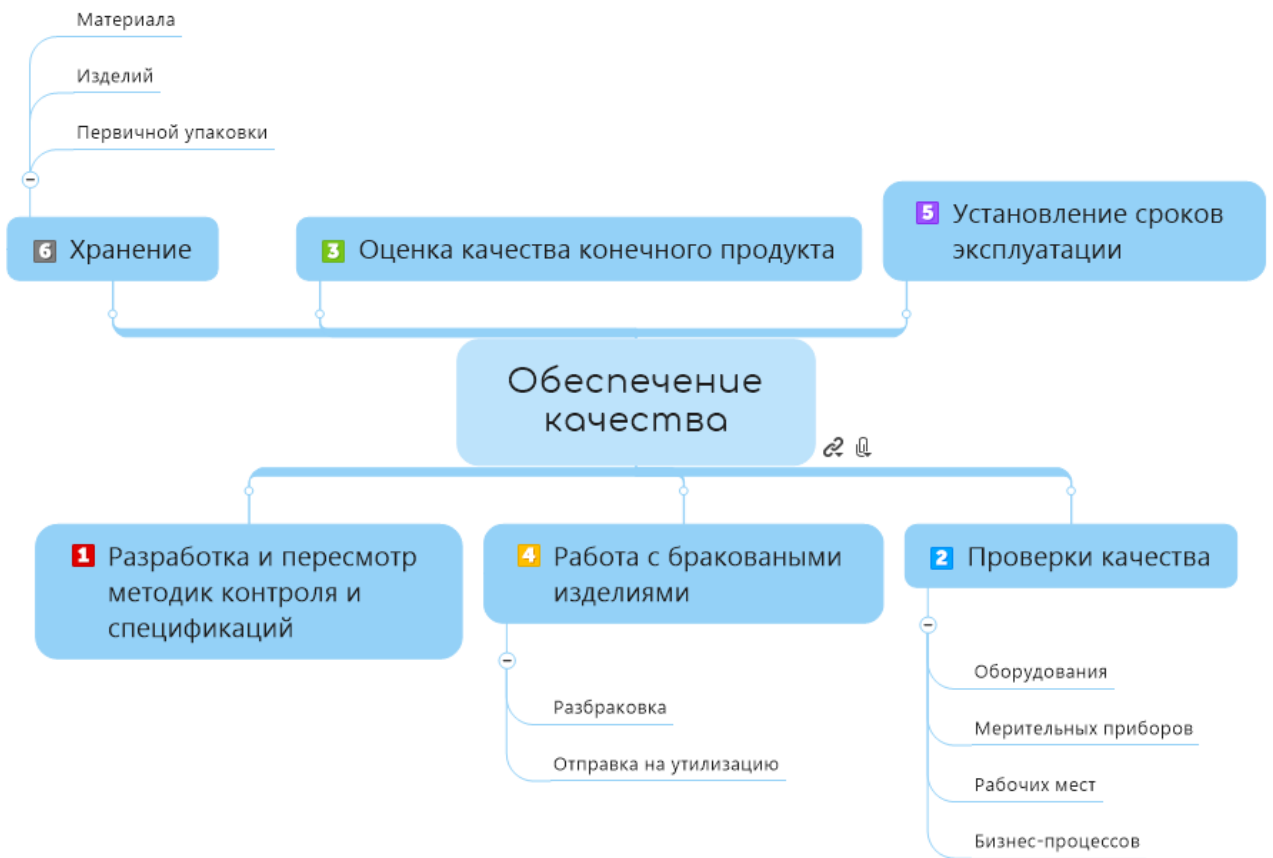 Материала
Изделий
Первичной упаковки
6 Хранение
3 Оценка качества конечного продукта
5 Установление сроков
эксплуатации
Обеспечение
качества
1 Разработка и пересмотр
методик контроля и
спецификаций
4 Работа с браковаными
изделиями
Разбраковка
Отправка на утилизацию
2 Проверки качества
Оборудования
Мерительных приборов
Рабочих мест
Бизнес-процессов